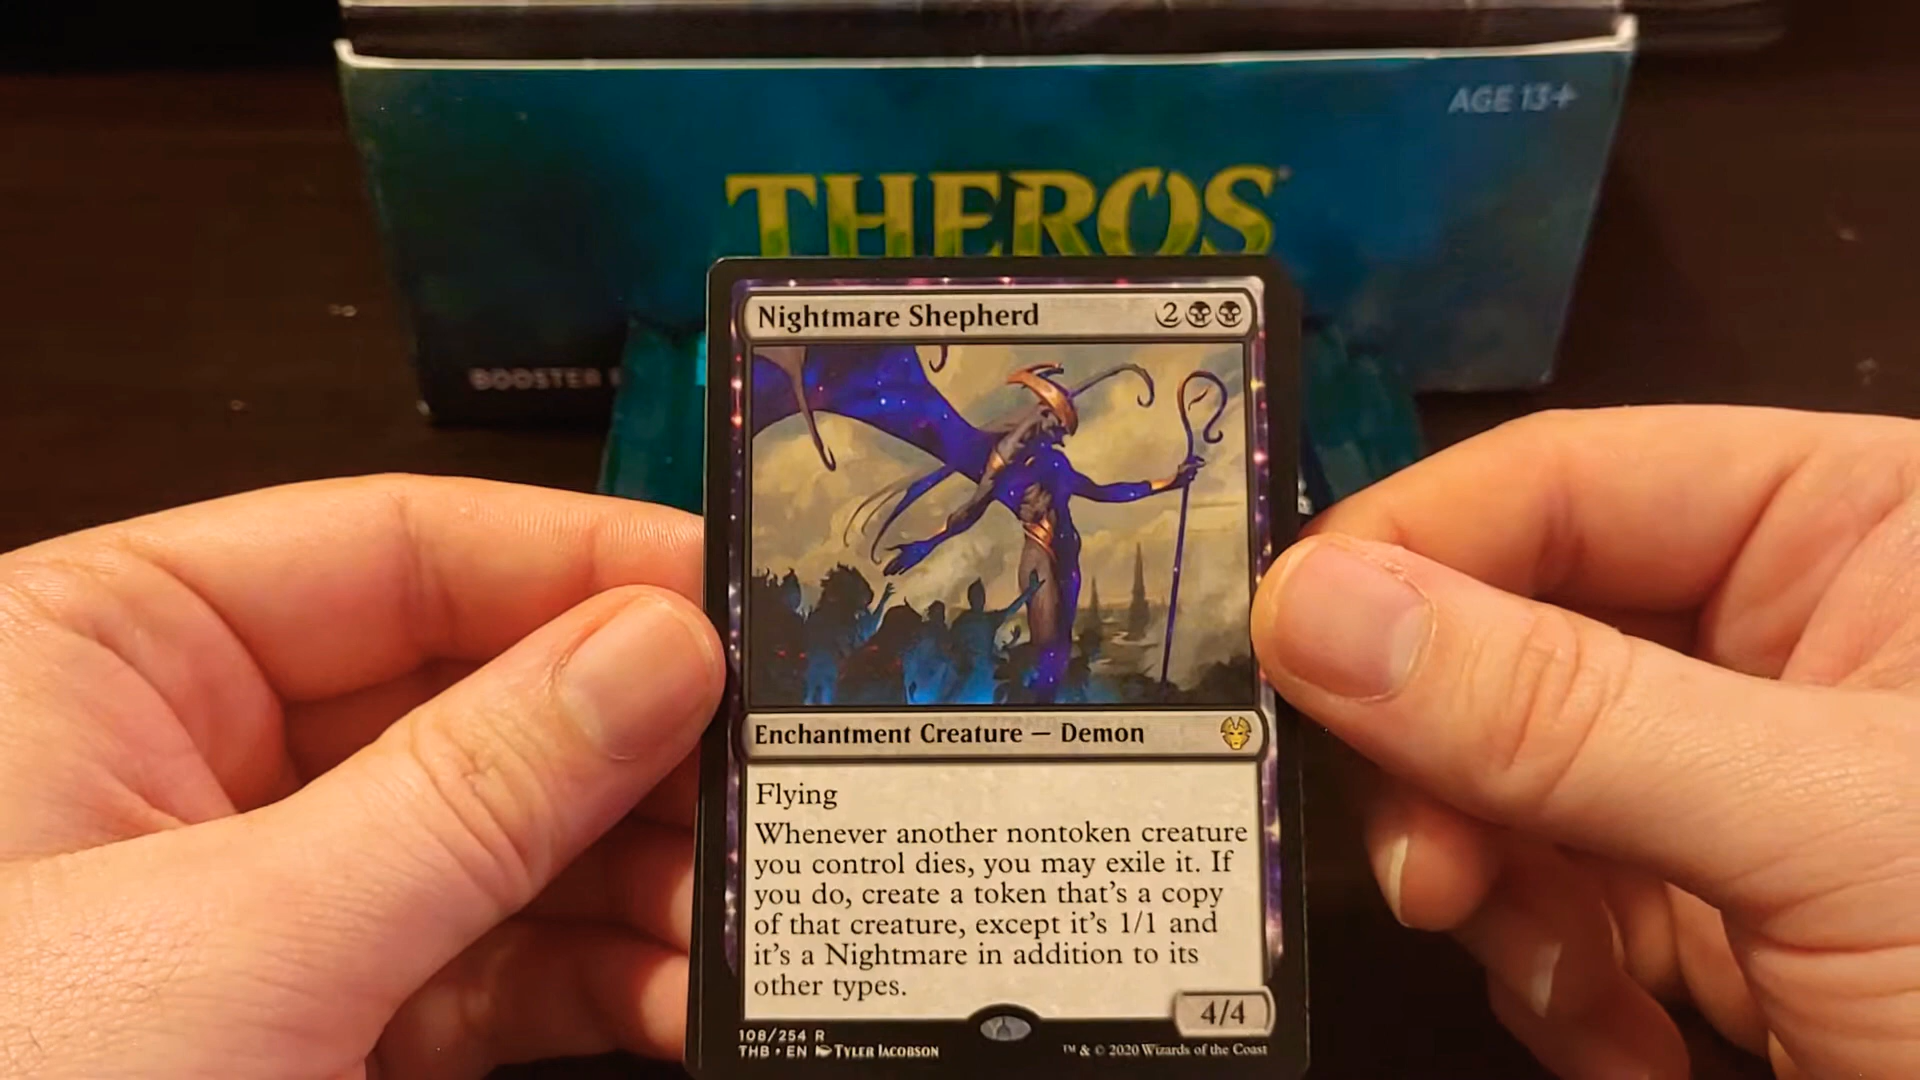 AGE 13+
THEROS
BOOSTER
Nightmare Shepherd 2
Enchantment Creature — Demon
Flying
Whenever another nontoken creature
you control dies, you may exile it. If
you do, create a token that's a copy
of that creature, except it's 1/1 and
it's a Nightmare in addition to its
other types.
4/4
108/254 R
THB • EN Tyler Jacobson
™ & © 2020 Wizards of the Coast